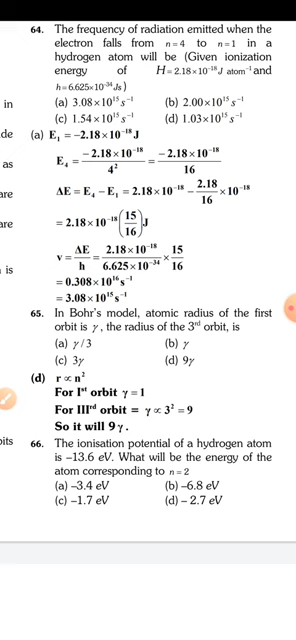 64. The frequency of radiation emitted when the
electron falls from n=4 to n=1 in a
hydrogen atom will be (Given ionization
energy of H=2.18×10⁻¹⁸ J atom⁻¹ and
h=6.625×10⁻³⁴ Js)
in
(a) 3.08×10¹⁵ s⁻¹ (b) 2.00×10¹⁵ s⁻¹
(c) 1.54×10¹⁵ s⁻¹ (d) 1.03×10¹⁵ s⁻¹
de (a) E₁ = −2.18×10⁻¹⁸ J
as
E₄ = −2.18×10⁻¹⁸/4² = −2.18×10⁻¹⁸/16
are
ΔE = E₄ − E₁ = 2.18×10⁻¹⁸ − 2.18/16 ×10⁻¹⁸
are = 2.18×10⁻¹⁸(15/16)J
v = ΔE/h = 2.18×10⁻¹⁸/6.625×10⁻³⁴ × 15/16
is
= 0.308×10¹⁶ s⁻¹
= 3.08×10¹⁵ s⁻¹
65. In Bohr's model, atomic radius of the first
orbit is γ, the radius of the 3ʳᵈ orbit, is
(a) γ/3 (b) γ
(c) 3γ (d) 9γ
(d) r ∝ n²
For Iˢᵗ orbit γ = 1
For IIIʳᵈ orbit = γ ∝ 3² = 9
So it will 9γ.
66. The ionisation potential of a hydrogen atom
is −13.6 eV. What will be the energy of the
atom corresponding to n=2
(a) −3.4 eV (b) −6.8 eV
(c) −1.7 eV (d) − 2.7 eV